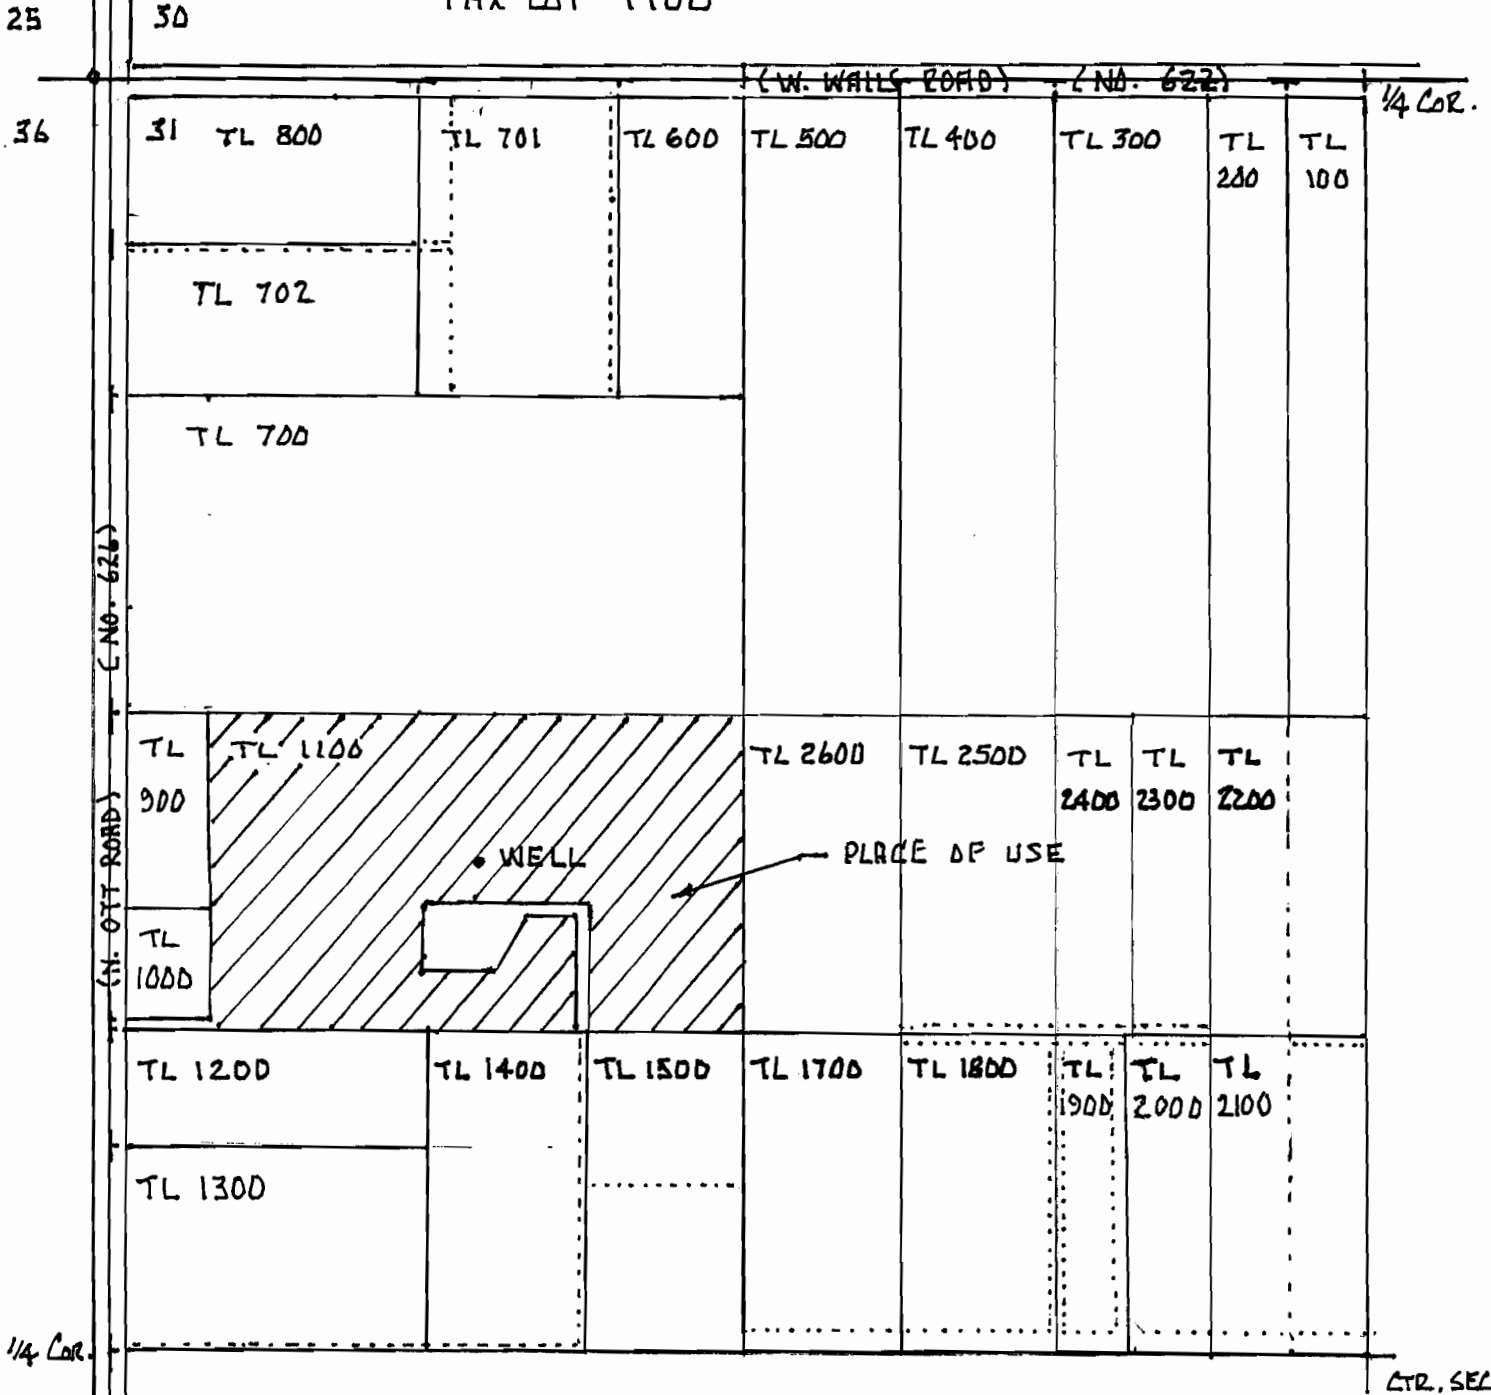 TAX LOT 1100
25 30
(W. WALLS ROAD) (NO. 622)
1/4 COR.
36 31 TL 800 TL 701 TL 600 TL 500 TL 400 TL 300 TL TL
200 100
TL 702
TL 700
(N. OTT ROAD) (NO. 626)
TL TL 1100 TL 2600 TL 2500 TL TL TL
900 2400 2300 2200
• WELL PLACE OF USE
TL
1000
TL 1200 TL 1400 TL 1500 TL 1700 TL 1800 TL TL TL
1900 2000 2100
TL 1300
1/4 COR.
CTR. SEC